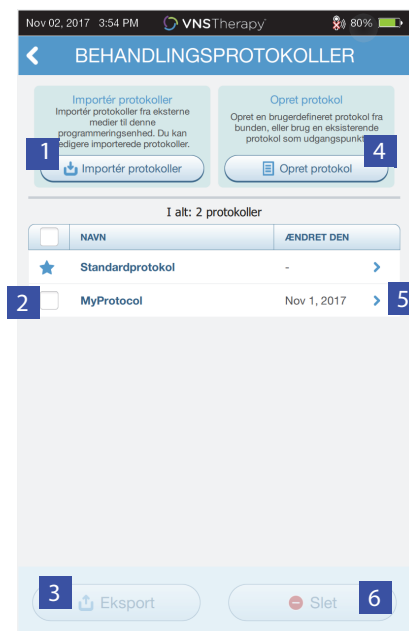 Nov 02, 2017 3:54 PM VNSTherapy 80%
BEHANDLINGSPROTOKOLLER
Importér protokoller
Importér protokoller fra eksterne
medier til denne
programmeringsenhed. Du kan
redigere importerede protokoller.
1
Importér protokoller
Opret protokol
Opret en brugerdefineret protokol fra
bunden, eller brug en eksisterende
protokol som udgangspunkt
4
Opret protokol
I alt: 2 protokoller
NAVN ÆNDRET DEN
Standardprotokol -
2 MyProtocol Nov 1, 2017 5
3 Eksport
Slet 6